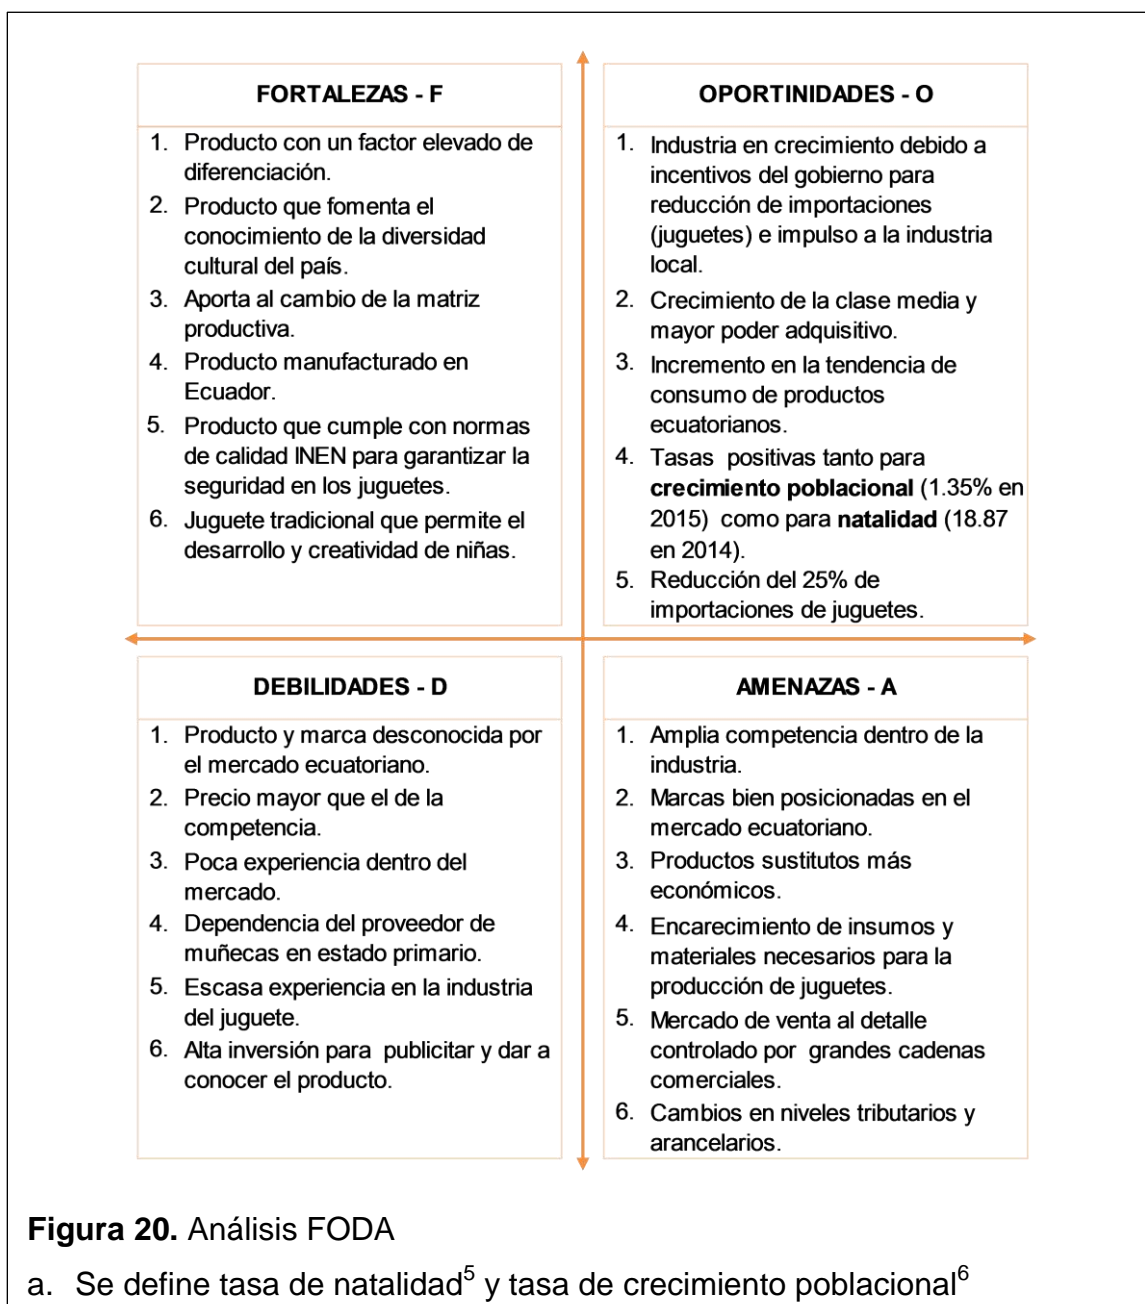 FORTALEZAS - F
1. Producto con un factor elevado de
diferenciación.
2. Producto que fomenta el
conocimiento de la diversidad
cultural del país.
3. Aporta al cambio de la matriz
productiva.
4. Producto manufacturado en
Ecuador.
5. Producto que cumple con normas
de calidad INEN para garantizar la
seguridad en los juguetes.
6. Juguete tradicional que permite el
desarrollo y creatividad de niñas.
OPORTINIDADES - O
1. Industria en crecimiento debido a
incentivos del gobierno para
reducción de importaciones
(juguetes) e impulso a la industria
local.
2. Crecimiento de la clase media y
mayor poder adquisitivo.
3. Incremento en la tendencia de
consumo de productos
ecuatorianos.
4. Tasas positivas tanto para
crecimiento poblacional (1.35% en
2015) como para natalidad (18.87
en 2014).
5. Reducción del 25% de
importaciones de juguetes.
DEBILIDADES - D
1. Producto y marca desconocida por
el mercado ecuatoriano.
2. Precio mayor que el de la
competencia.
3. Poca experiencia dentro del
mercado.
4. Dependencia del proveedor de
muñecas en estado primario.
5. Escasa experiencia en la industria
del juguete.
6. Alta inversión para publicitar y dar a
conocer el producto.
AMENAZAS - A
1. Amplia competencia dentro de la
industria.
2. Marcas bien posicionadas en el
mercado ecuatoriano.
3. Productos sustitutos más
económicos.
4. Encarecimiento de insumos y
materiales necesarios para la
producción de juguetes.
5. Mercado de venta al detalle
controlado por grandes cadenas
comerciales.
6. Cambios en niveles tributarios y
arancelarios.
Figura 20. Análisis FODA
a. Se define tasa de natalidad⁵ y tasa de crecimiento poblacional⁶